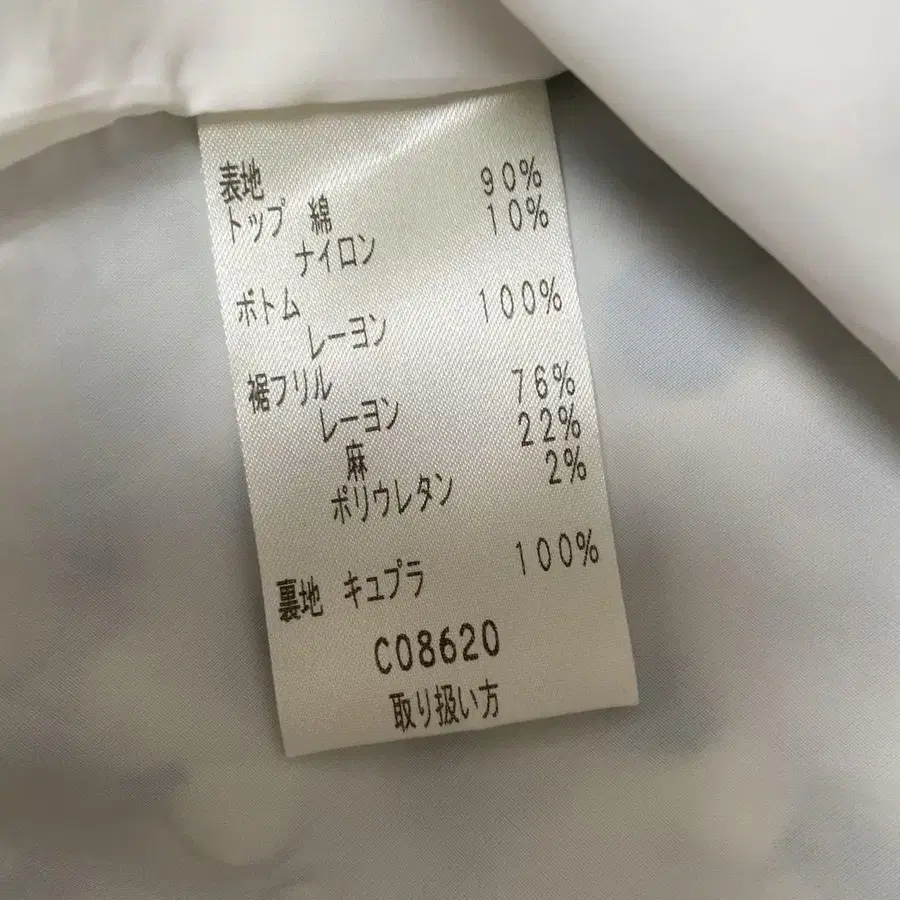 表地
トップ 綿 90%
ナイロン 10%
ボトム
レーヨン 100%
裾フリル
レーヨン 76%
麻 22%
ポリウレタン 2%
裏地 キュプラ 100%
C08620
取り扱い方